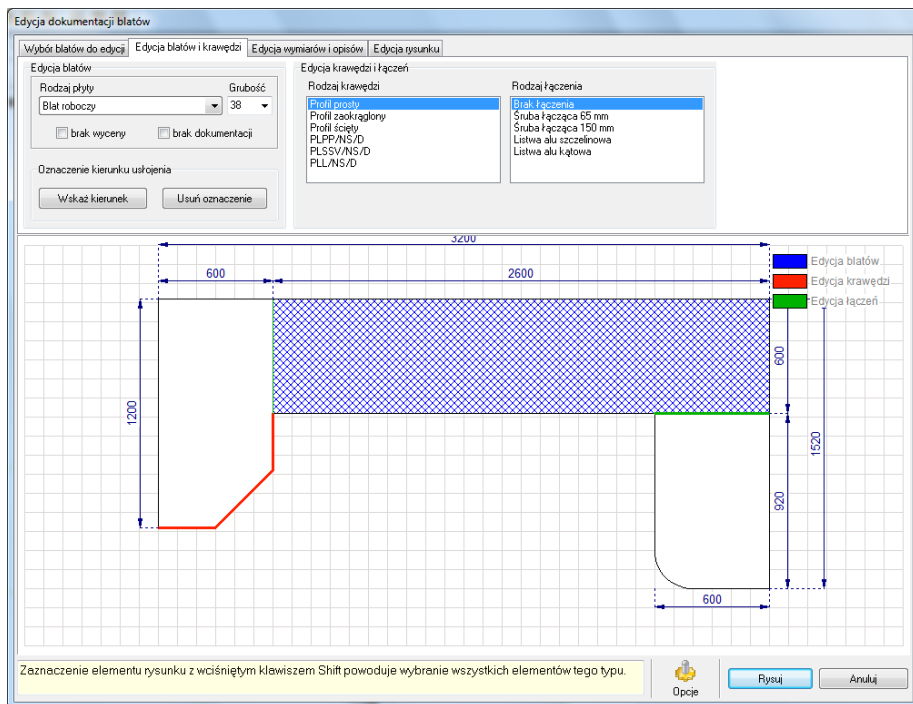 Edycja dokumentacji blatów
Wybór blatów do edycji
Edycja blatów i krawędzi
Edycja wymiarów i opisów
Edycja rysunku
Edycja blatów
Rodzaj płyty
Grubość
Blat roboczy
38
brak wyceny
brak dokumentacji
Oznaczenie kierunku usłojenia
Wskaż kierunek
Usuń oznaczenie
Edycja krawędzi i łączeń
Rodzaj krawędzi
Profil prosty
Profil zaokrąglony
Profil ścięty
PLPP/NS/D
PLSSV/NS/D
PLL/NS/D
Rodzaj łączenia
Brak łączenia
Śruba łącząca 65 mm
Śruba łącząca 150 mm
Listwa alu szczelinowa
Listwa alu kątowa
3200
600
2600
Edycja blatów
Edycja krawędzi
Edycja łączeń
600
1200
1520
920
600
Zaznaczenie elementu rysunku z wciśniętym klawiszem Shift powoduje wybranie wszystkich elementów tego typu.
Opcje
Rysuj
Anuluj